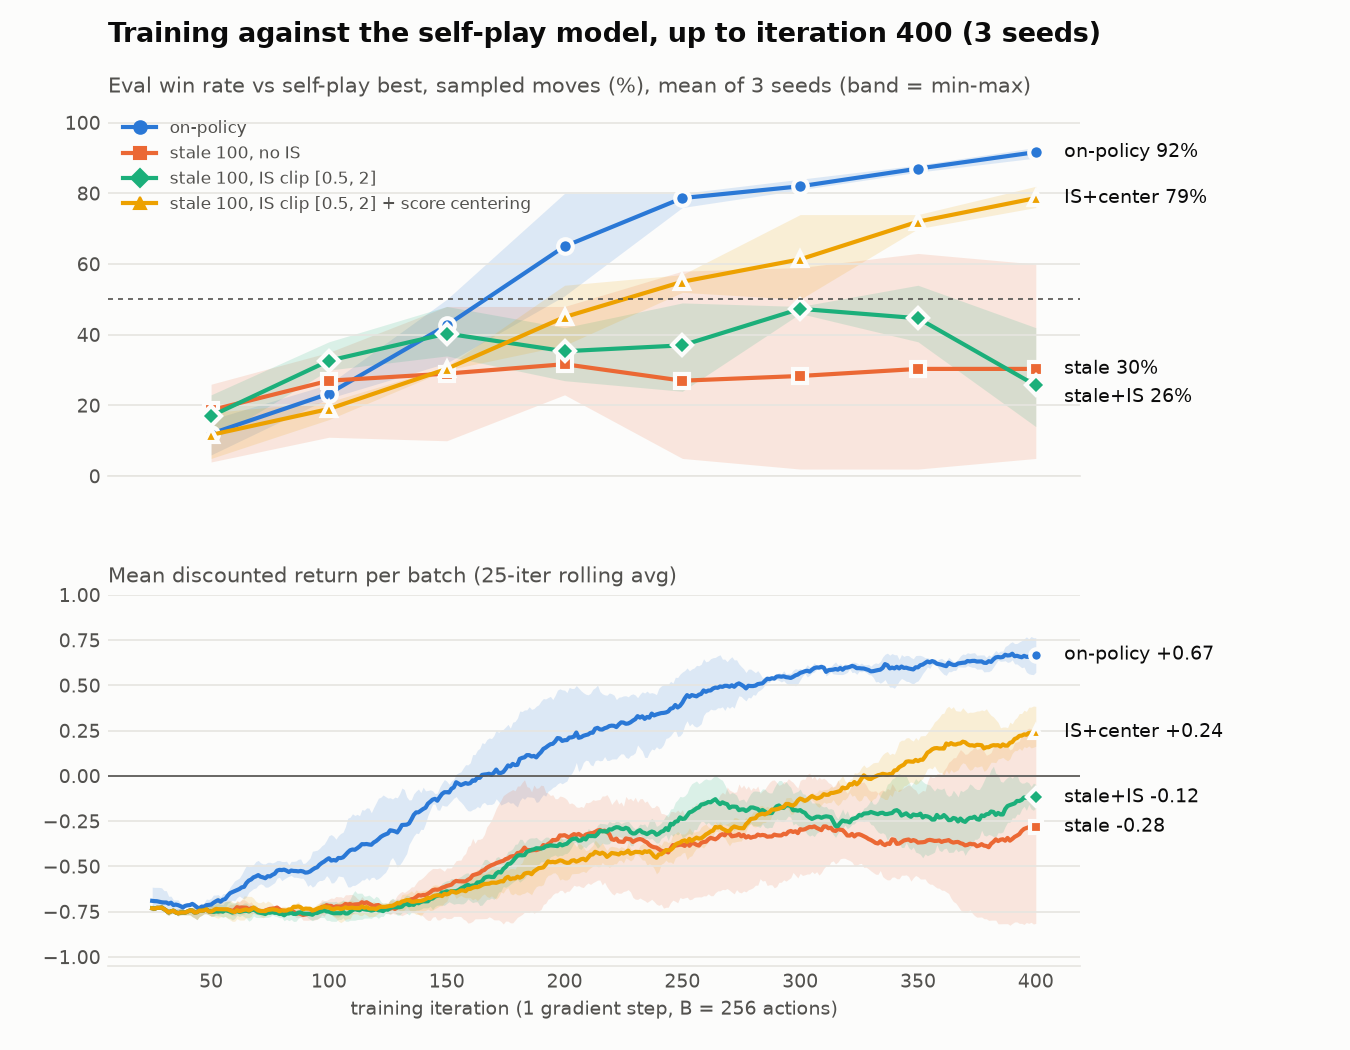 Training against the self-play model, up to iteration 400 (3 seeds)
Eval win rate vs self-play best, sampled moves (%), mean of 3 seeds (band = min-max)
100
80
60
40
20
0
on-policy
stale 100, no IS
stale 100, IS clip [0.5, 2]
stale 100, IS clip [0.5, 2] + score centering
on-policy 92%
IS+center 79%
stale 30%
stale+IS 26%
Mean discounted return per batch (25-iter rolling avg)
1.00
0.75
0.50
0.25
0.00
−0.25
−0.50
−0.75
−1.00
on-policy +0.67
IS+center +0.24
stale+IS -0.12
stale -0.28
50 100 150 200 250 300 350 400
training iteration (1 gradient step, B = 256 actions)